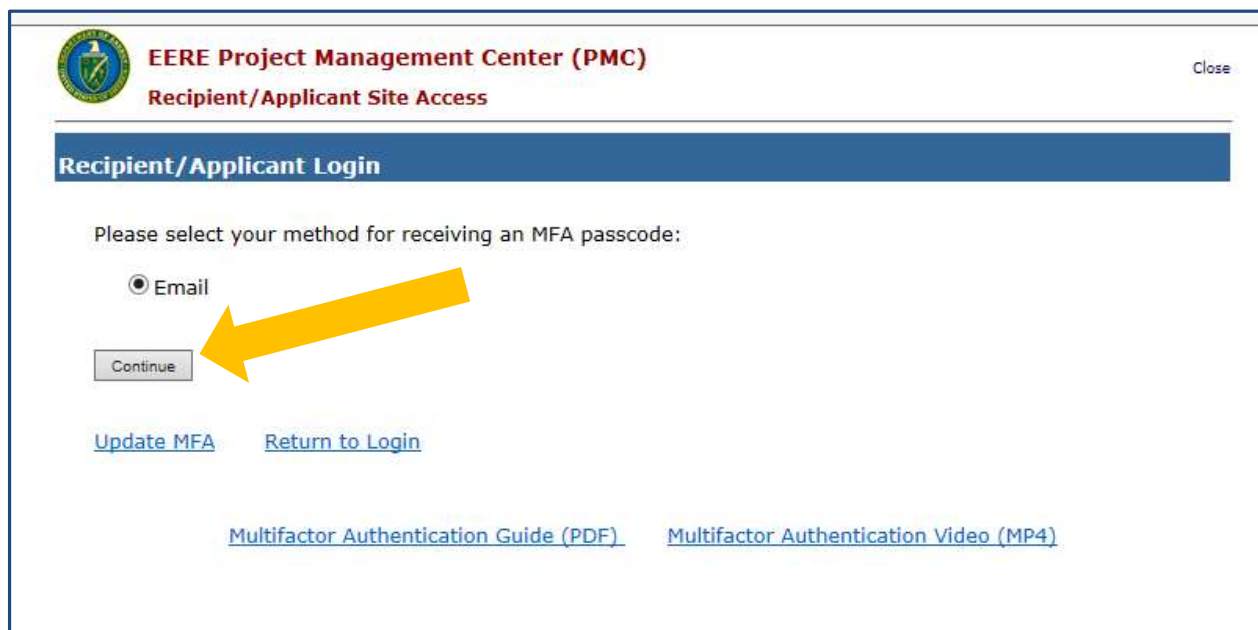 EERE Project Management Center (PMC)
Close
Recipient/Applicant Site Access
Recipient/Applicant Login
Please select your method for receiving an MFA passcode:
Email
Continue
Update MFA Return to Login
Multifactor Authentication Guide (PDF) Multifactor Authentication Video (MP4)